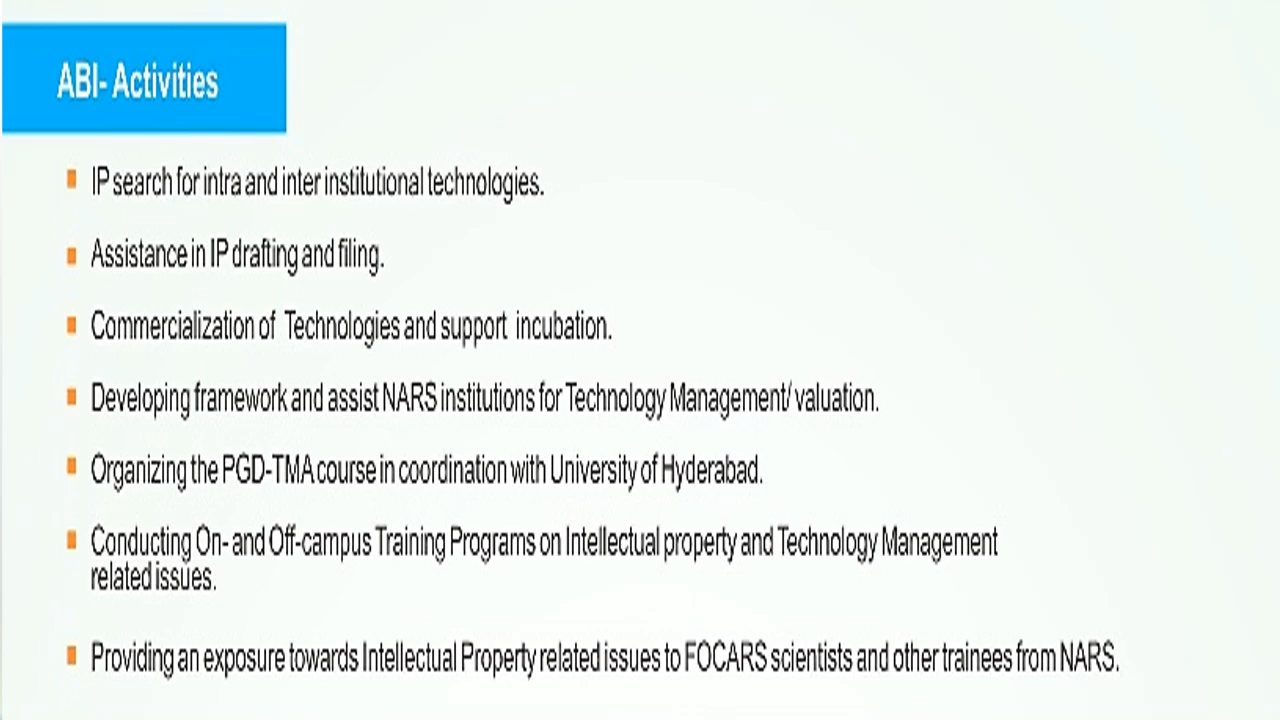 ABI- Activities
IP search for intra and inter institutional technologies.
Assistance in IP drafting and filing.
Commercialization of Technologies and support incubation.
Developing framework and assist NARS institutions for Technology Management/ valuation.
Organizing the PGD-TMA course in coordination with University of Hyderabad.
Conducting On- and Off-campus Training Programs on Intellectual property and Technology Management
related issues.
Providing an exposure towards Intellectual Property related issues to FOCARS scientists and other trainees from NARS.